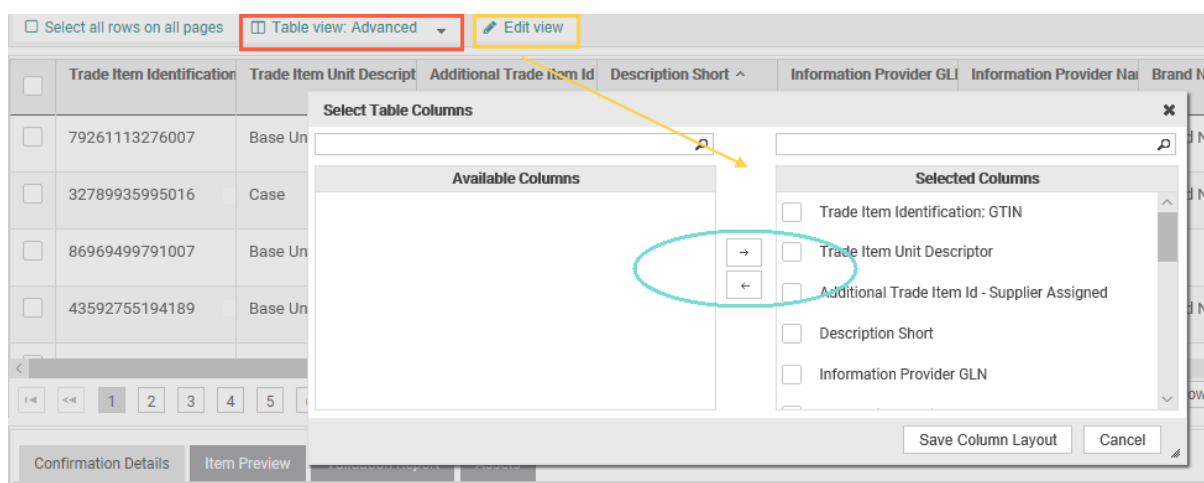 Select all rows on all pages Table view: Advanced Edit view
Trade Item Identification Trade Item Unit Descript Additional Trade Item Id Description Short Information Provider GLI Information Provider Nar Brand N
Select Table Columns
79261113276007 Base Un
Available Columns Selected Columns
32789935995016 Case
Trade Item Identification: GTIN
86969499791007 Base Un
Trade Item Unit Descriptor
Additional Trade Item Id - Supplier Assigned
43592755194189 Base Un
Description Short
Information Provider GLN
1 2 3 4 5
Save Column Layout Cancel
Confirmation Details Item Preview Validation Report Assets